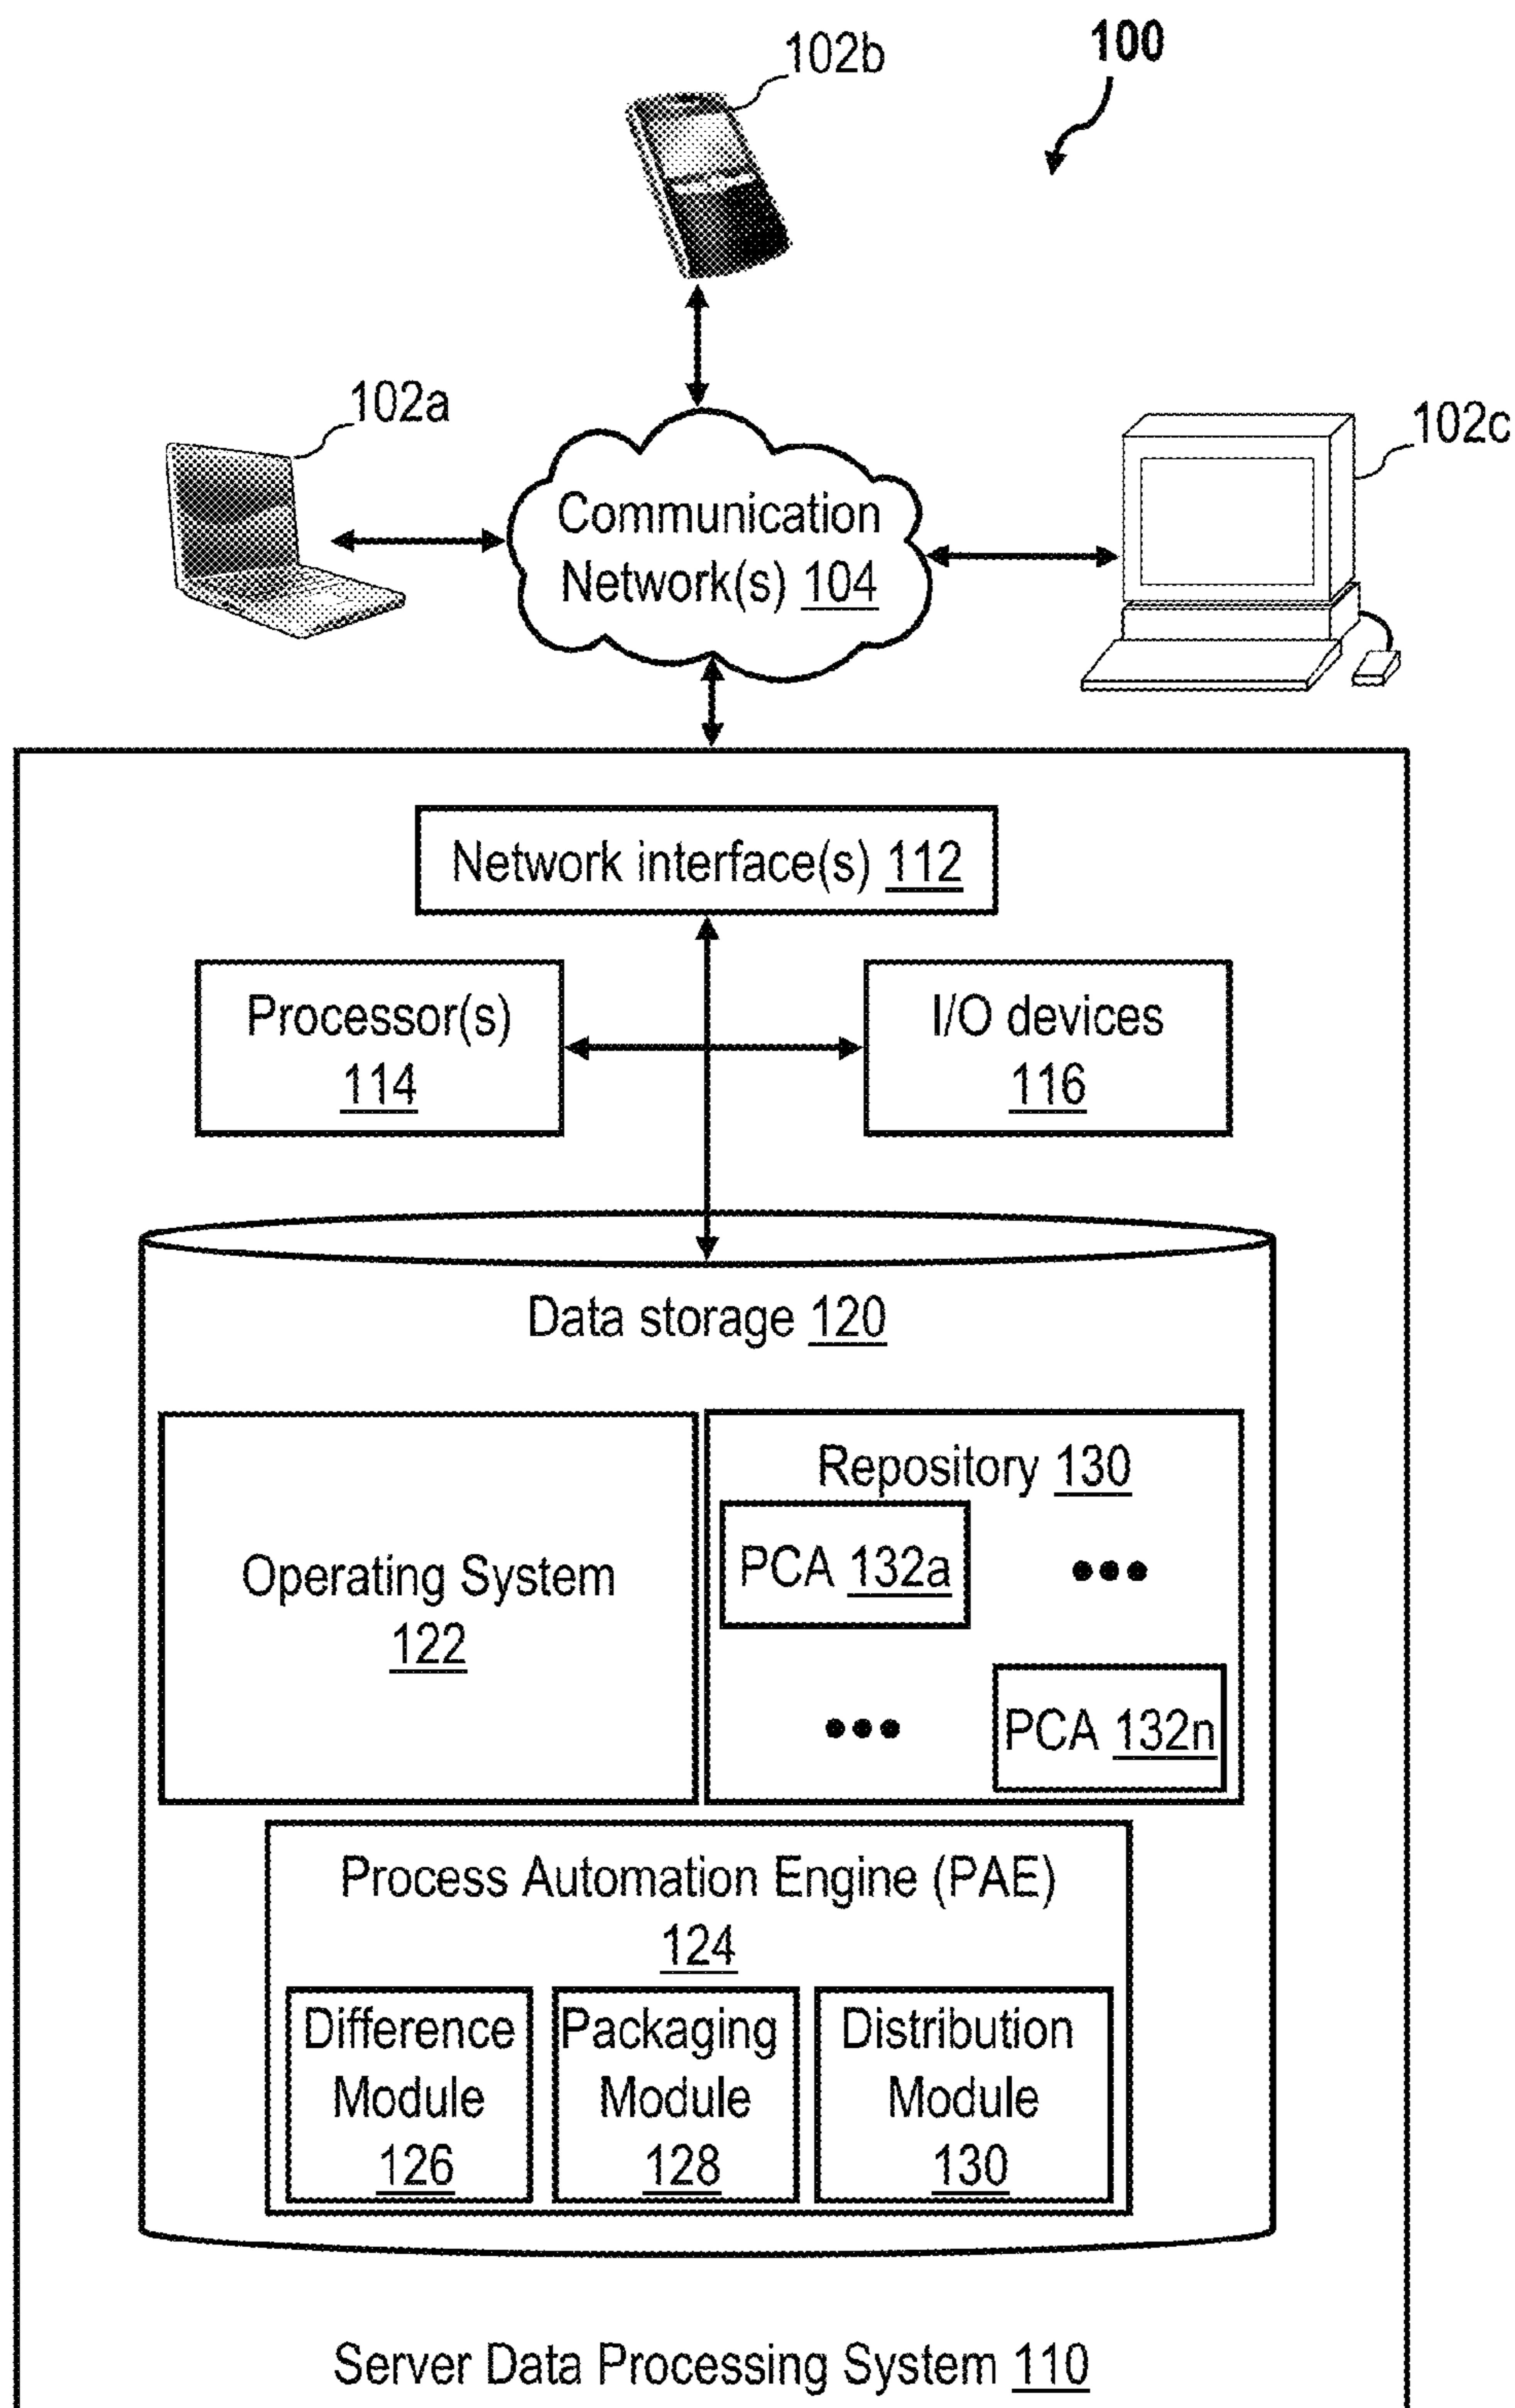 102b
100
102a
102c
Communication
Network(s) 104
Network interface(s) 112
Processor(s)
114
I/O devices
116
Data storage 120
Operating System
122
Repository 130
PCA 132a
•••
•••
PCA 132n
Process Automation Engine (PAE)
124
Difference
Module
126
Packaging
Module
128
Distribution
Module
130
Server Data Processing System 110